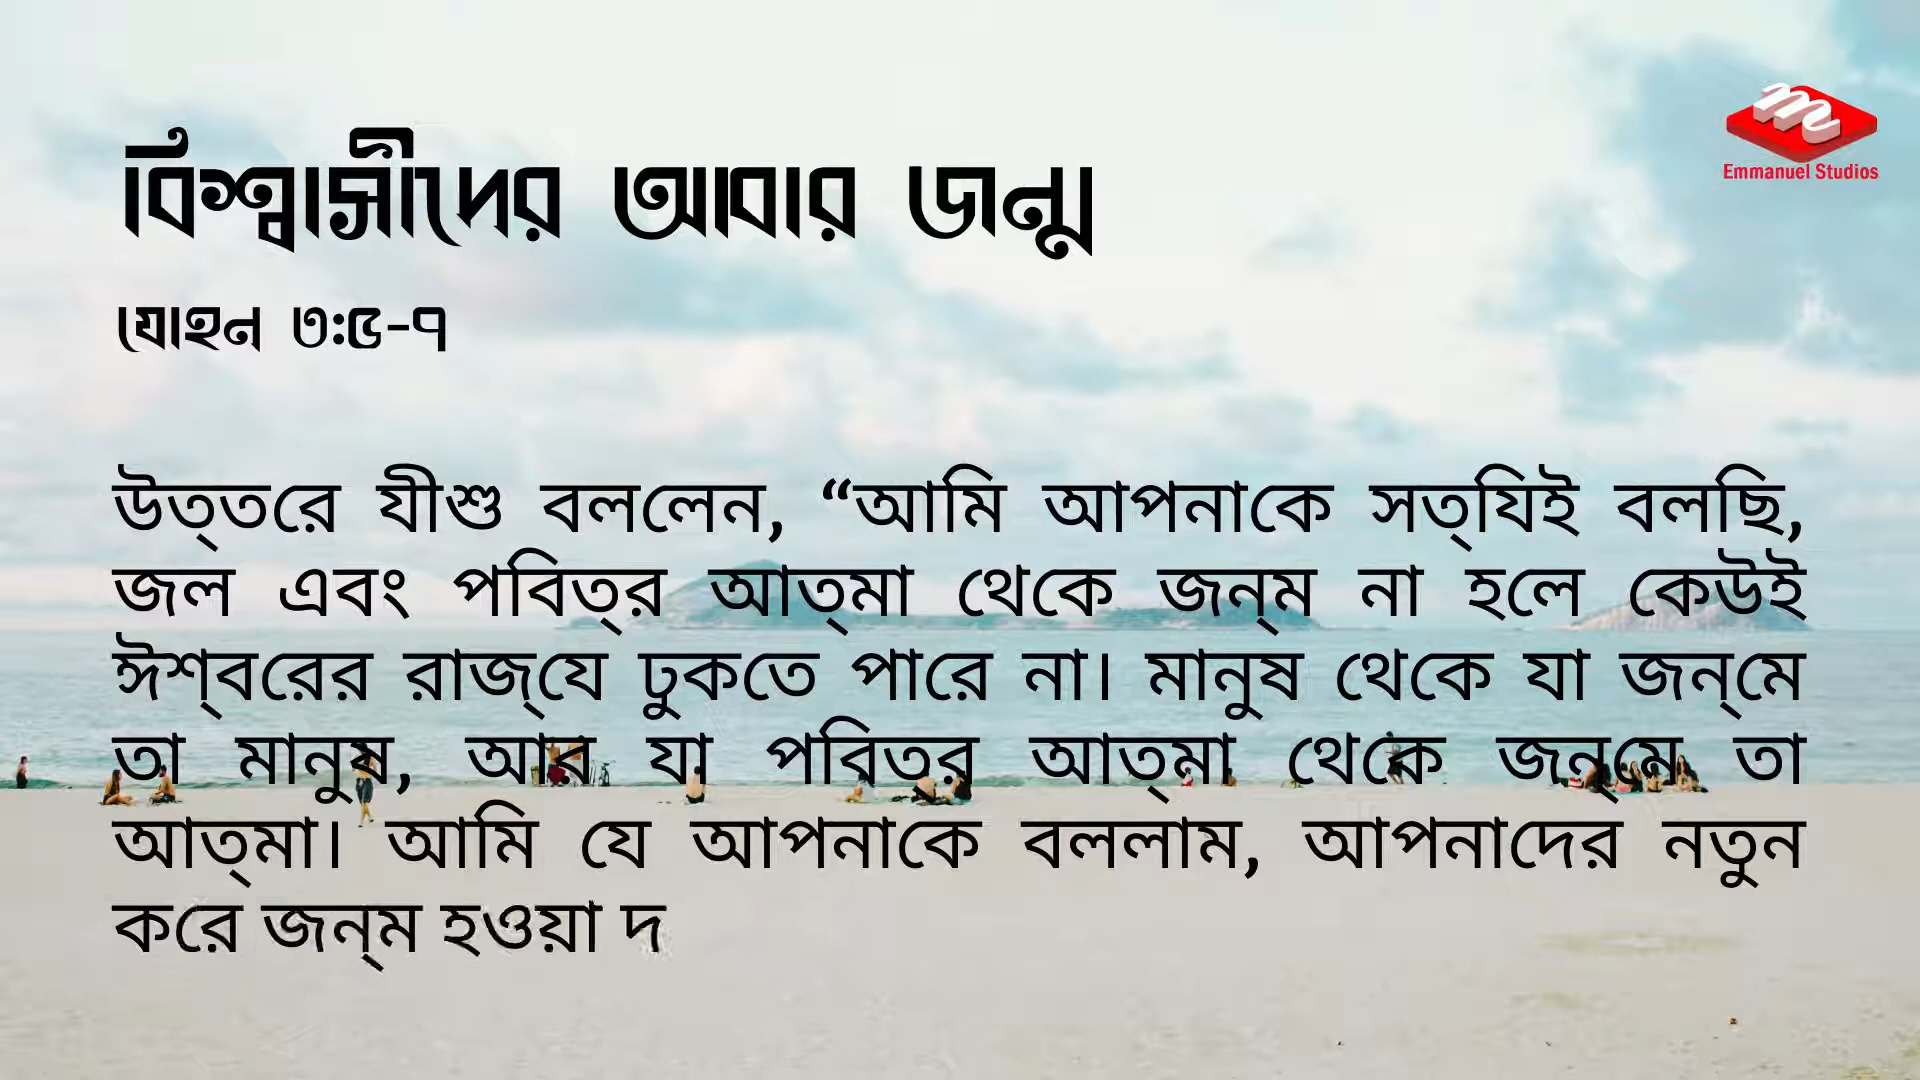 বিশ্বাসীদের আবার জন্ম
Emmanuel Studios
যোহন ৩:৫-৭
উত্তরে যীশু বললেন, “আমি আপনাকে সত্যিই বলছি,
জল এবং পবিত্র আত্মা থেকে জন্ম না হলে কেউই
ঈশ্বরের রাজ্যে ঢুকতে পারে না। মানুষ থেকে যা জন্মে
তা মানুষ, আর যা পবিত্র আত্মা থেকে জন্মে তা
আত্মা। আমি যে আপনাকে বললাম, আপনাদের নতুন
করে জন্ম হওয়া দ